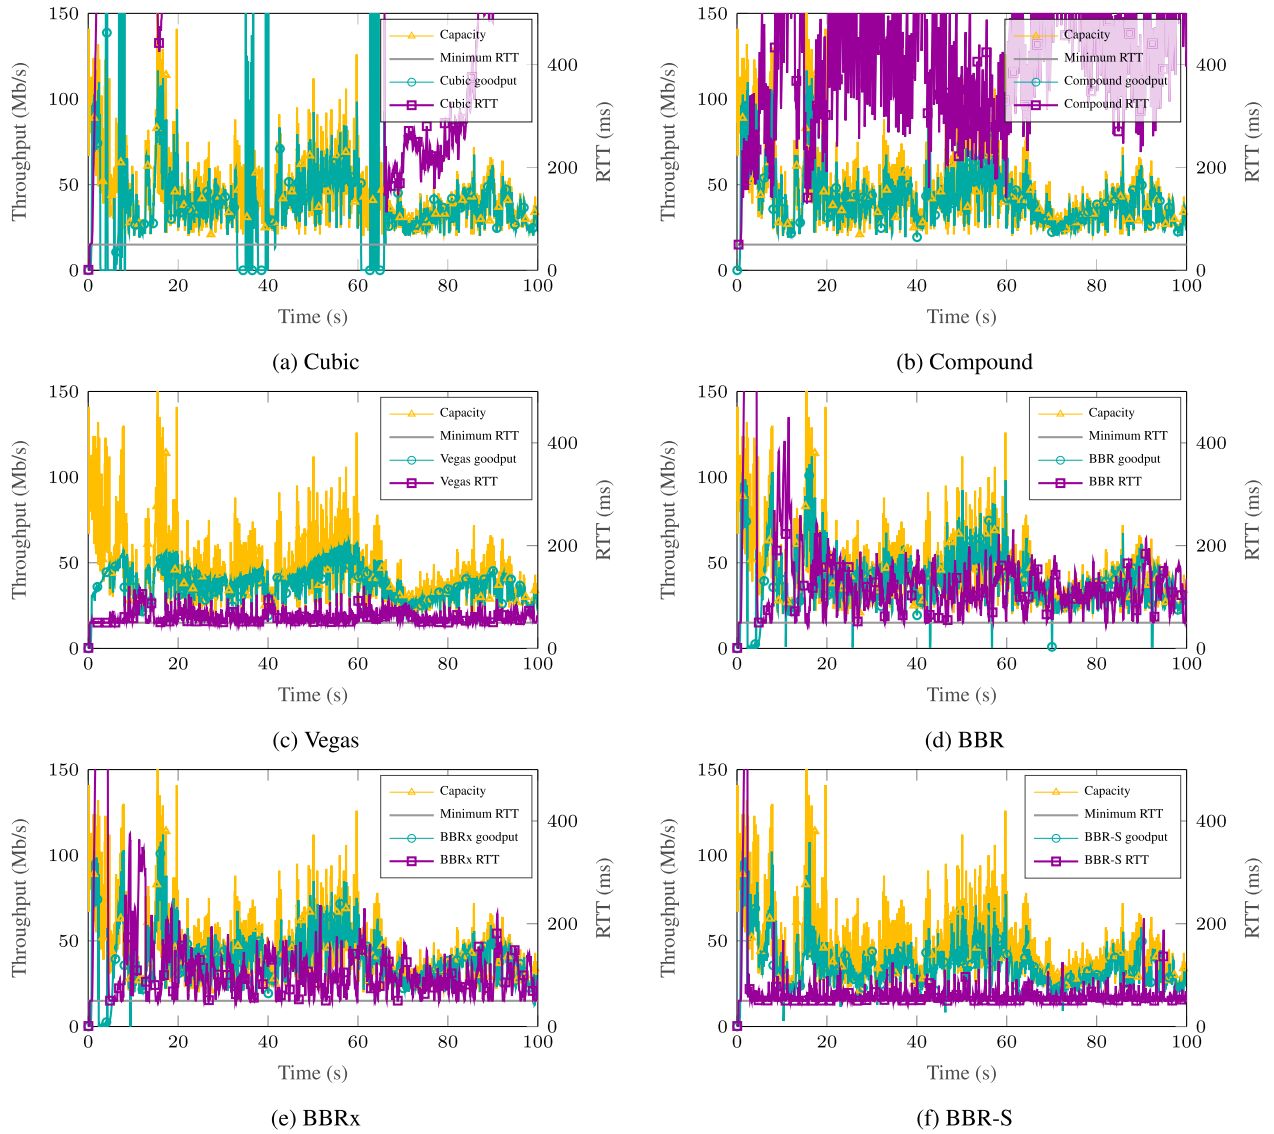 150
100
50
0
Throughput (Mb/s)
400
200
0
RTT (ms)
Capacity
Minimum RTT
Cubic goodput
Cubic RTT
0 20 40 60 80 100
Time (s)
(a) Cubic
150
100
50
0
Throughput (Mb/s)
400
200
0
RTT (ms)
Capacity
Minimum RTT
Compound goodput
Compound RTT
0 20 40 60 80 100
Time (s)
(b) Compound
150
100
50
0
Throughput (Mb/s)
400
200
0
RTT (ms)
Capacity
Minimum RTT
Vegas goodput
Vegas RTT
0 20 40 60 80 100
Time (s)
(c) Vegas
150
100
50
0
Throughput (Mb/s)
400
200
0
RTT (ms)
Capacity
Minimum RTT
BBR goodput
BBR RTT
0 20 40 60 80 100
Time (s)
(d) BBR
150
100
50
0
Throughput (Mb/s)
400
200
0
RTT (ms)
Capacity
Minimum RTT
BBRx goodput
BBRx RTT
0 20 40 60 80 100
Time (s)
(e) BBRx
150
100
50
0
Throughput (Mb/s)
400
200
0
RTT (ms)
Capacity
Minimum RTT
BBR-S goodput
BBR-S RTT
0 20 40 60 80 100
Time (s)
(f) BBR-S